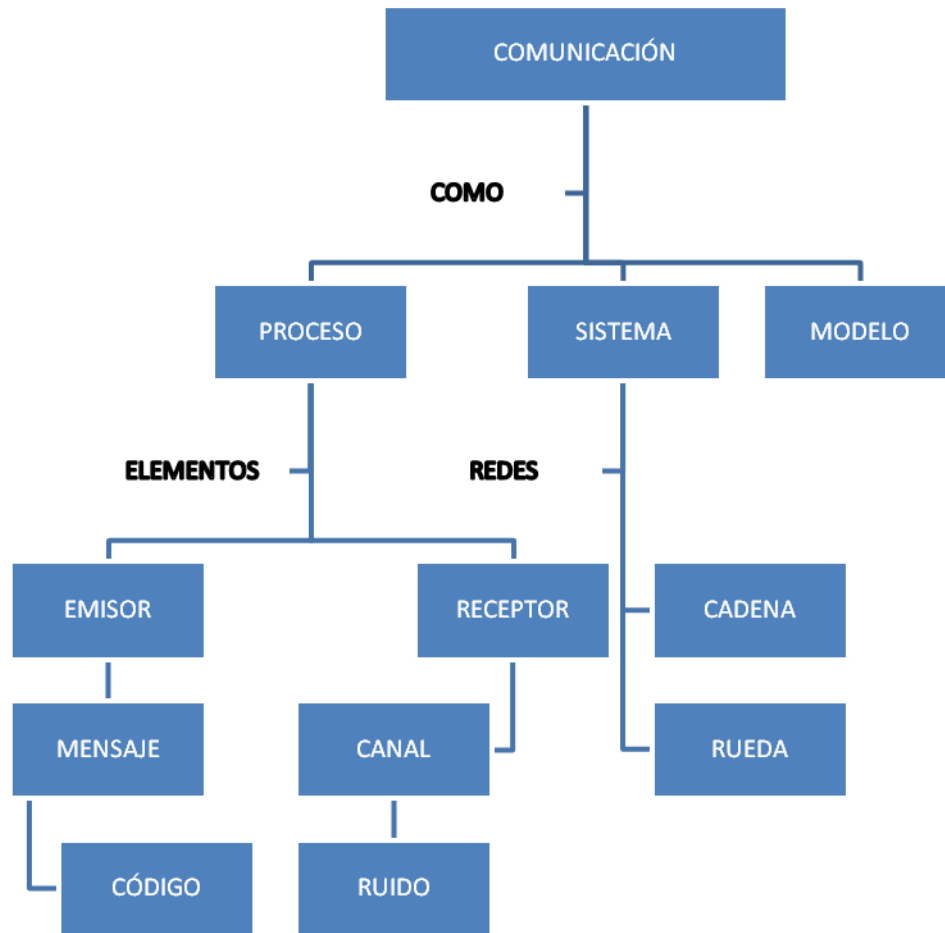 COMUNICACIÓN
COMO
PROCESO
SISTEMA
MODELO
ELEMENTOS
REDES
EMISOR
RECEPTOR
CADENA
MENSAJE
CANAL
RUEDA
CÓDIGO
RUIDO